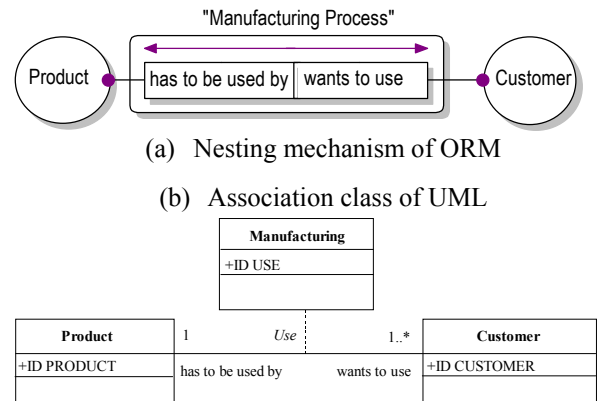 "Manufacturing Process"
Product has to be used by wants to use Customer
(a) Nesting mechanism of ORM
(b) Association class of UML
Manufacturing
+ID USE
Product 1 Use 1..* Customer
+ID PRODUCT has to be used by wants to use +ID CUSTOMER